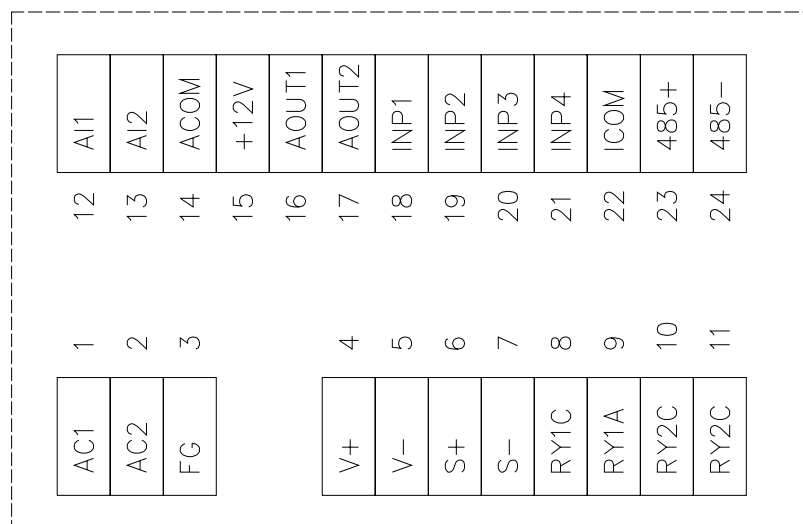 AI1 AI2 ACOM +12V AOUT1 AOUT2 INP1 INP2 INP3 INP4 ICOM 485+ 485-
12 13 14 15 16 17 18 19 20 21 22 23 24
1 2 3 4 5 6 7 8 9 10 11
AC1 AC2 FG V+ V- S+ S- RY1C RY1A RY2C RY2C